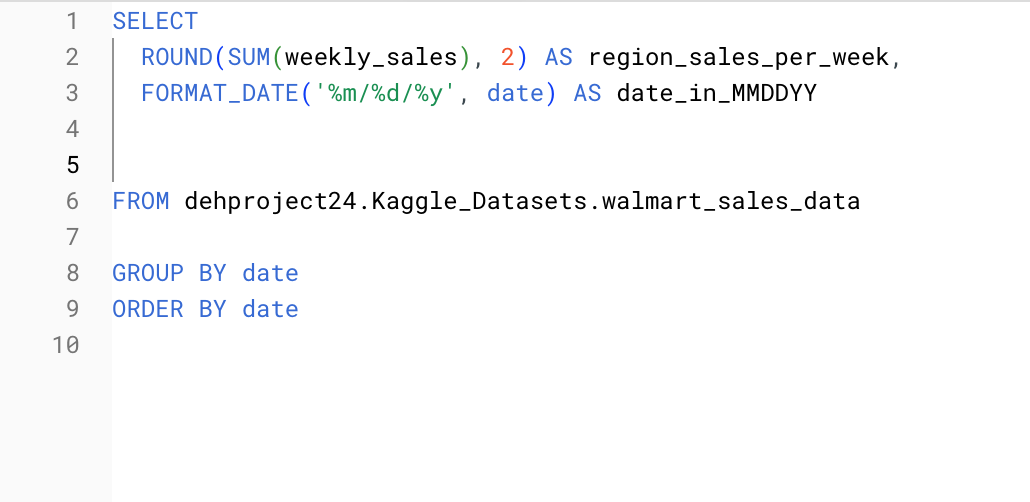 1 SELECT
2 ROUND(SUM(weekly_sales), 2) AS region_sales_per_week,
3 FORMAT_DATE('%m/%d/%y', date) AS date_in_MMDDYY
4
5
6 FROM dehproject24.Kaggle_Datasets.walmart_sales_data
7
8 GROUP BY date
9 ORDER BY date
10